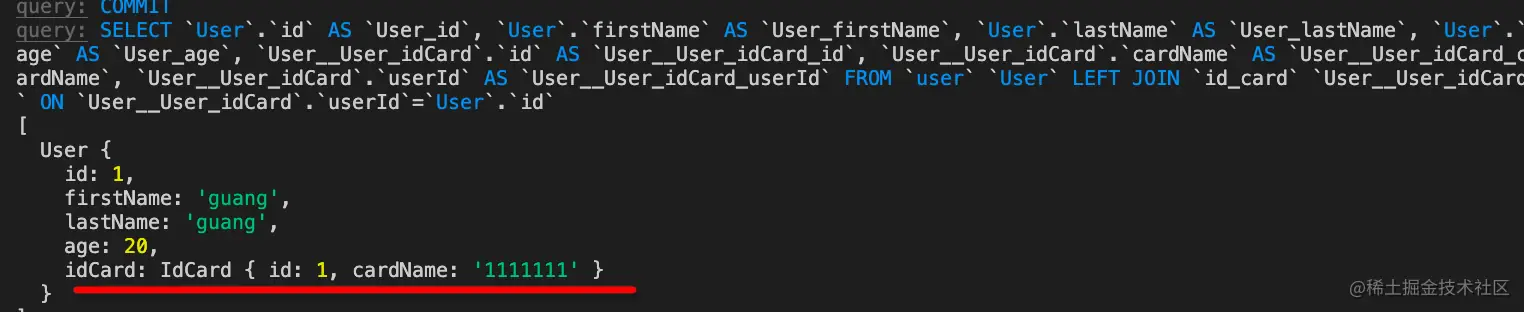 query: COMMIT
query: SELECT `User`.`id` AS `User_id`, `User`.`firstName` AS `User_firstName`, `User`.`lastName` AS `User_lastName`, `User`.`
age` AS `User_age`, `User__User_idCard`.`id` AS `User__User_idCard_id`, `User__User_idCard`.`cardName` AS `User__User_idCard_c
ardName`, `User__User_idCard`.`userId` AS `User__User_idCard_userId` FROM `user` `User` LEFT JOIN `id_card` `User__User_idCard
` ON `User__User_idCard`.`userId`=`User`.`id`
[
  User {
    id: 1,
    firstName: 'guang',
    lastName: 'guang',
    age: 20,
    idCard: IdCard { id: 1, cardName: '1111111' }
  }
@稀土掘金技术社区